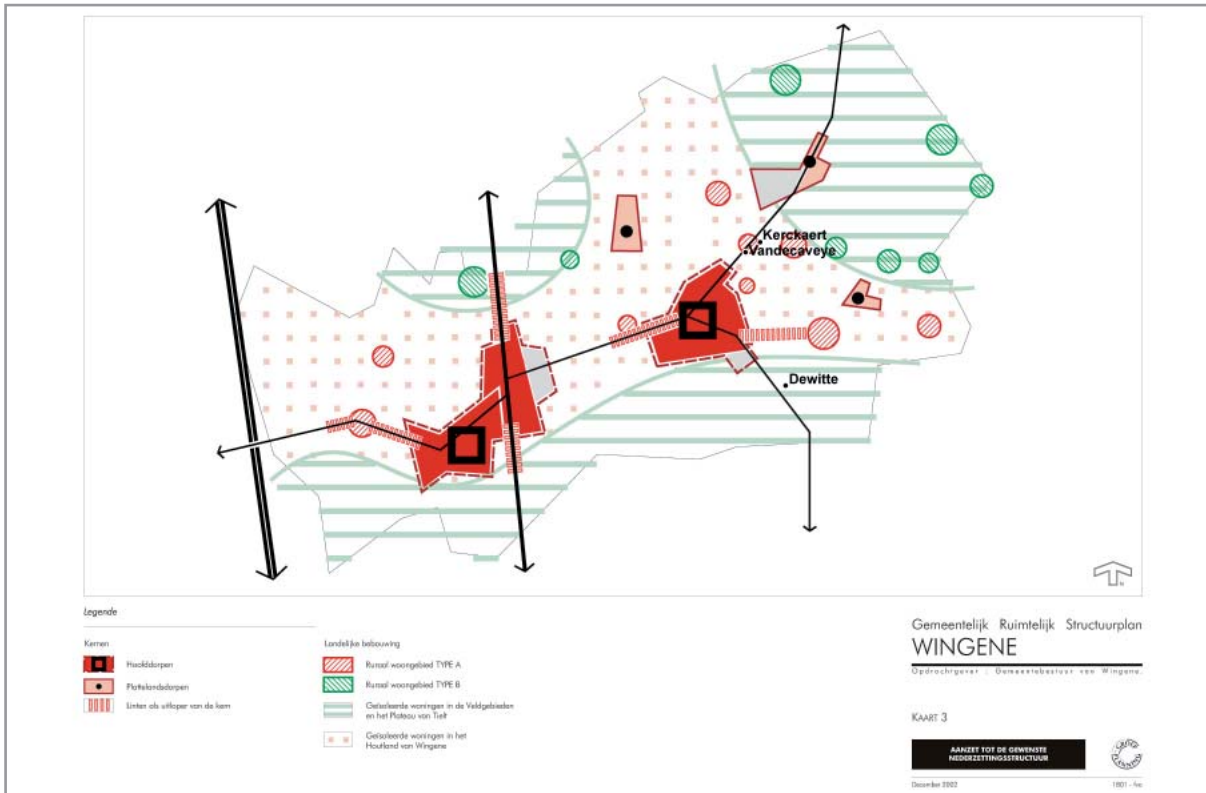 Kerckaert
Vandecaveye
Dewitte
N
Legende
Kernen
Hoofddorpen
Plattelandsdorpen
Linten als uitloper van de kern
Landelijke bebouwing
Ruraal woongebied TYPE A
Ruraal woongebied TYPE B
Geïsoleerde woningen in de Veldgebieden
en het Plateau van Tielt
Geïsoleerde woningen in het
Houtland van Wingene
Gemeentelijk Ruimtelijk Structuurplan
WINGENE
Opdrachtgever : Gemeentebestuur van Wingene.
KAART 3
AANZET TOT DE GEWENSTE
NEDERZETTINGSSTRUCTUUR
December 2002